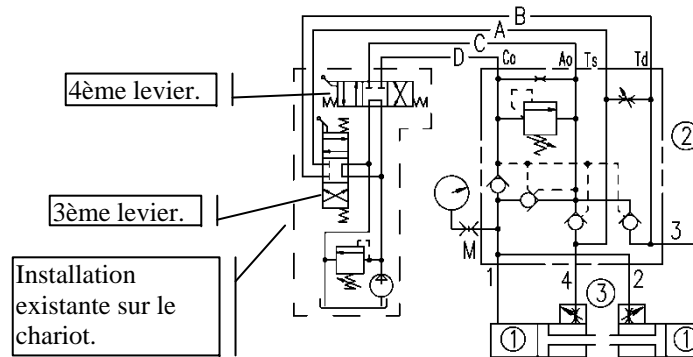 B
A
C
D
Ca
Ao
Ts
Td
4ème levier.
2
3ème levier.
3
M
1
4
2
3
Installation
existante sur le
chariot.
1
1